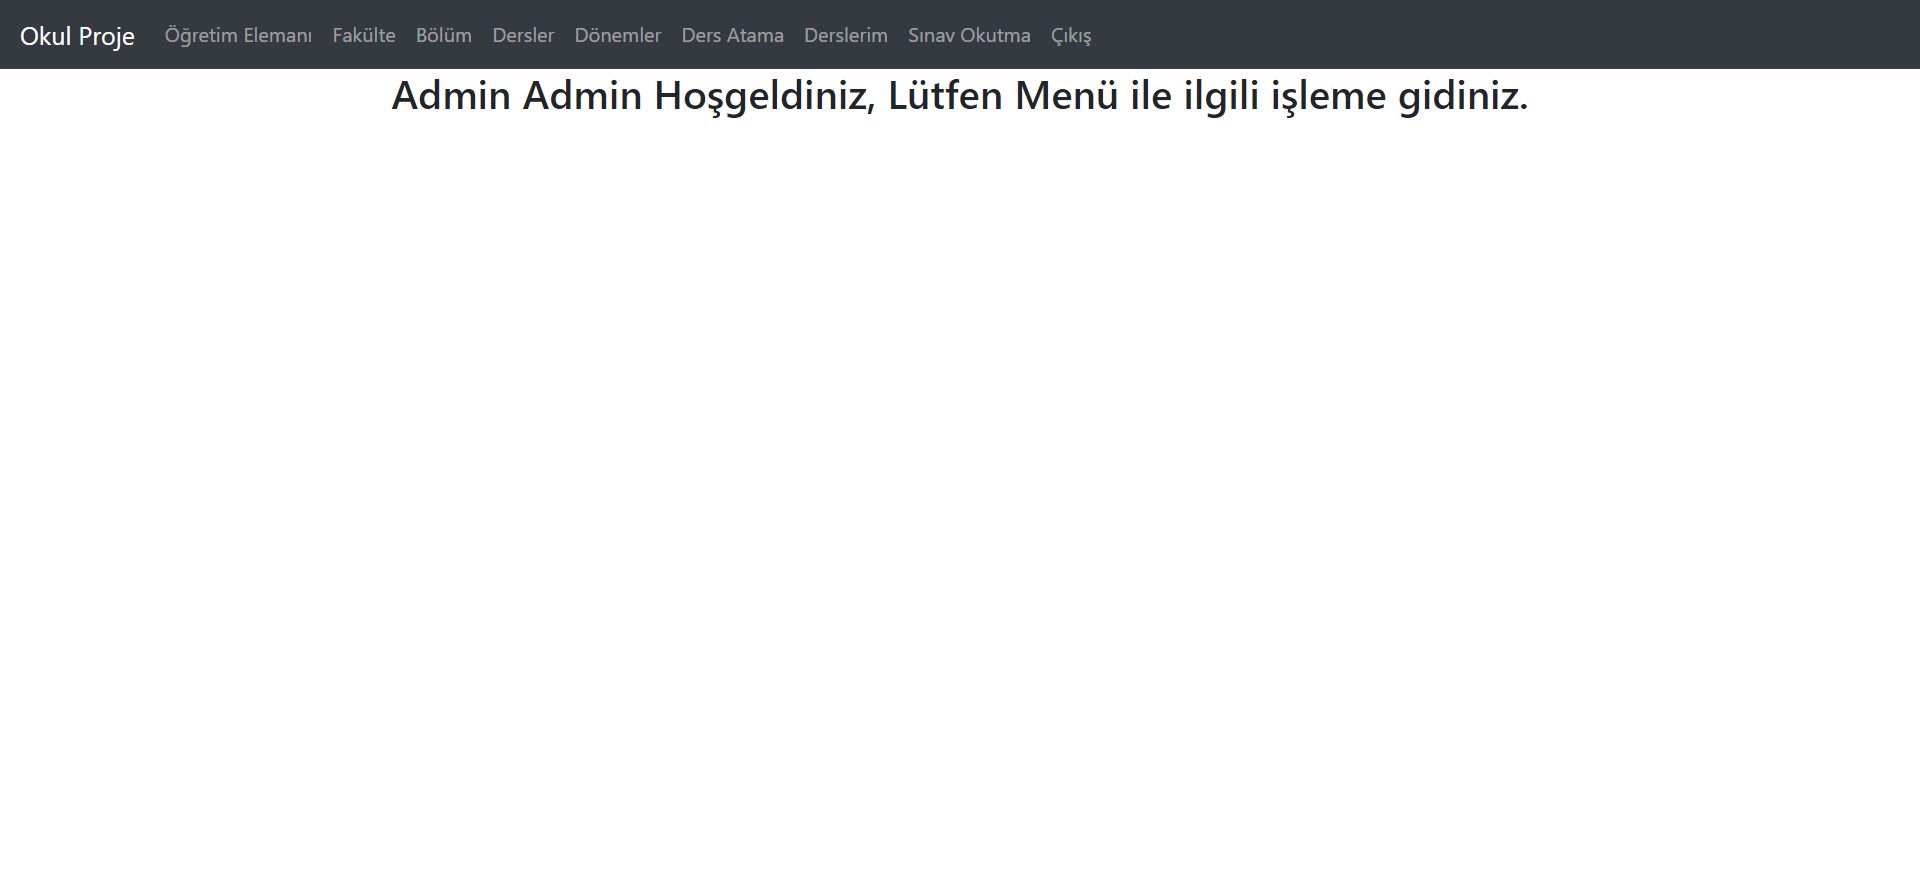 Okul Proje Öğretim Elemanı Fakülte Bölüm Dersler Dönemler Ders Atama Derslerim Sınav Okutma Çıkış
Admin Admin Hoşgeldiniz, Lütfen Menü ile ilgili işleme gidiniz.